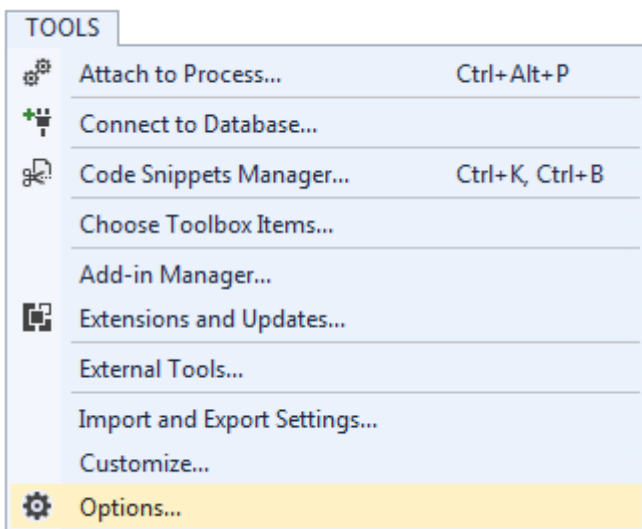 TOOLS
Attach to Process... Ctrl+Alt+P
Connect to Database...
Code Snippets Manager... Ctrl+K, Ctrl+B
Choose Toolbox Items...
Add-in Manager...
Extensions and Updates...
External Tools...
Import and Export Settings...
Customize...
Options...